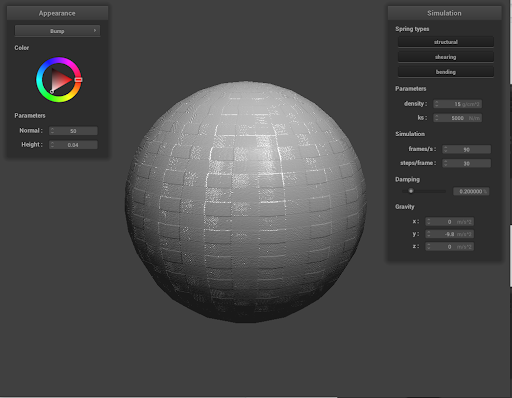 Appearance
Bump
Color
Parameters
Normal : 50
Height : 0.04
Simulation
Spring types
structural
shearing
bending
Parameters
density : 15 g/cm^2
ks : 5000 N/m
Simulation
frames/s : 90
steps/frame : 30
Damping
0.200000 %
Gravity
x : 0 m/s^2
y : -9.8 m/s^2
z : 0 m/s^2